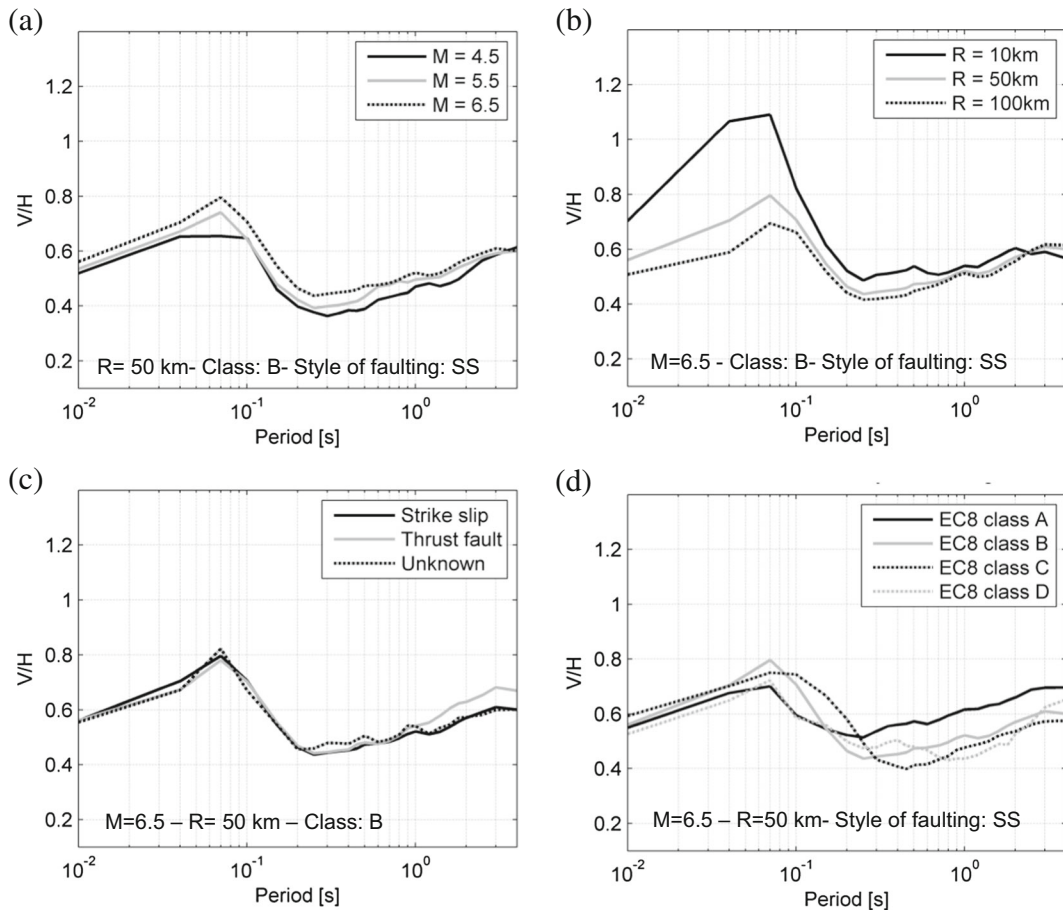 (a)
M = 4.5
M = 5.5
M = 6.5
1.2
1
0.8
0.6
0.4
0.2
V/H
R= 50 km- Class: B- Style of faulting: SS
10^-2
10^-1
10^0
Period [s]
(b)
R = 10km
R = 50km
R = 100km
1.2
1
0.8
0.6
0.4
0.2
V/H
M=6.5 - Class: B- Style of faulting: SS
10^-2
10^-1
10^0
Period [s]
(c)
Strike slip
Thrust fault
Unknown
1.2
1
0.8
0.6
0.4
0.2
V/H
M=6.5 – R= 50 km – Class: B
10^-2
10^-1
10^0
Period [s]
(d)
EC8 class A
EC8 class B
EC8 class C
EC8 class D
1.2
1
0.8
0.6
0.4
0.2
V/H
M=6.5 – R=50 km- Style of faulting: SS
10^-2
10^-1
10^0
Period [s]